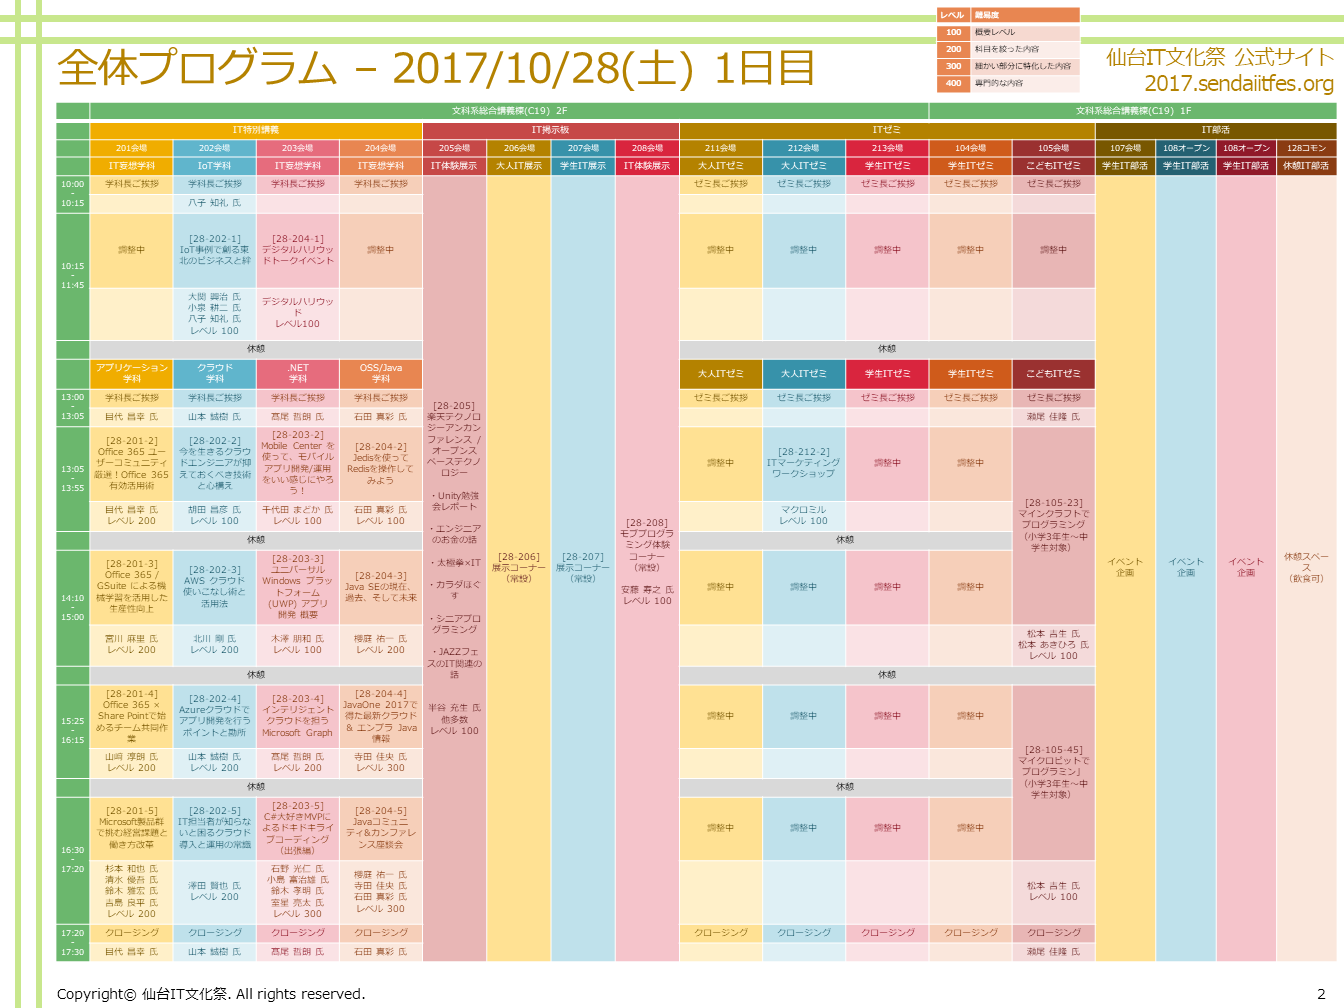 全体プログラム – 2017/10/28(土) 1日目
レベル 難易度
100 概要レベル
200 科目を絞った内容
300 細かい部分に特化した内容
400 専門的な内容
仙台IT文化祭 公式サイト
2017.sendaiitfes.org
文科系総合講義棟(C19) 2F 文科系総合講義棟(C19) 1F
IT特別講義 IT掲示板 ITゼミ IT部活
201会場 202会場 203会場 204会場 205会場 206会場 207会場 208会場 211会場 212会場 213会場 104会場 105会場 107会場 108オープン 108オープン 128コモン
IT妄想学科 IoT学科 IT妄想学科 IT妄想学科 IT体験展示 大人IT展示 学生IT展示 IT体験展示 大人ITゼミ 大人ITゼミ 学生ITゼミ 学生ITゼミ こどもITゼミ 学生IT部活 学生IT部活 学生IT部活 休憩IT部活
10:00
-
10:15
学科長ご挨拶 学科長ご挨拶 学科長ご挨拶 学科長ご挨拶 ゼミ長ご挨拶 ゼミ長ご挨拶 ゼミ長ご挨拶 ゼミ長ご挨拶 ゼミ長ご挨拶
八子 知礼 氏
10:15
-
11:45
調整中
[28-202-1]
IoT事例で創る東
北のビジネスと絆
[28-204-1]
デジタルハリウッ
ドトークイベント
調整中
調整中 調整中 調整中 調整中 調整中
大関 興治 氏
小泉 耕二 氏
八子 知礼 氏
レベル 100
デジタルハリウッ
ド
レベル100
休憩 休憩
アプリケーション
学科
クラウド
学科
.NET
学科
OSS/Java
学科
大人ITゼミ 大人ITゼミ 学生ITゼミ 学生ITゼミ こどもITゼミ
13:00
-
13:05
学科長ご挨拶 学科長ご挨拶 学科長ご挨拶 学科長ご挨拶 ゼミ長ご挨拶 ゼミ長ご挨拶 ゼミ長ご挨拶 ゼミ長ご挨拶 ゼミ長ご挨拶
目代 昌幸 氏 山本 誠樹 氏 髙尾 哲朗 氏 石田 真彩 氏 瀬尾 佳隆 氏
13:05
-
13:55
[28-201-2]
Office 365 ユー
ザーコミュニティ
厳選！Office 365
有効活用術
[28-202-2]
今を生きるクラウ
ドエンジニアが抑
えておくべき技術
と心構え
[28-203-2]
Mobile Center を
使って、モバイル
アプリ開発/運用
をいい感じにやろ
う！
[28-204-2]
Jedisを使って
Redisを操作して
みよう
調整中
[28-212-2]
ITマーケティング
ワークショップ
調整中 調整中
目代 昌幸 氏
レベル 200
胡田 昌彦 氏
レベル 100
千代田 まどか 氏
レベル 100
石田 真彩 氏
レベル 100
マクロミル
レベル 100
休憩 休憩
[28-205]
楽天テクノロ
ジーアンカン
ファレンス /
オープンス
ペーステクノ
ロジー
・Unity勉強
会レポート
・エンジニア
のお金の話
・太極拳×IT
・カラダほぐ
す
・シニアプロ
グラミング
・JAZZフェ
スのIT関連の
話
半谷 充生 氏
他多数
レベル 100
[28-206]
展示コーナー
（常設）
[28-207]
展示コーナー
（常設）
[28-208]
モブプログラ
ミング体験
コーナー
（常設）
安藤 寿之 氏
レベル 100
[28-105-23]
マインクラフトで
プログラミング
（小学3年生～中
学生対象）
イベント
企画
イベント
企画
イベント
企画
休憩スペー
ス
（飲食可）
14:10
-
15:00
[28-201-3]
Office 365 /
GSuite による機
械学習を活用した
生産性向上
[28-202-3]
AWS クラウド
使いこなし術と
活用法
[28-203-3]
ユニバーサル
Windows プラッ
トフォーム
(UWP) アプリ
開発 概要
[28-204-3]
Java SEの現在、
過去、そして未来
調整中 調整中 調整中 調整中
宮川 麻里 氏
レベル 200
北川 剛 氏
レベル 200
木澤 朋和 氏
レベル 100
櫻庭 祐一 氏
レベル 200
松本 吉生 氏
松本 あきひろ 氏
レベル 100
休憩 休憩
15:25
-
16:15
[28-201-4]
Office 365 ×
Share Pointで始
めるチーム共同作
業
[28-202-4]
Azureクラウドで
アプリ開発を行う
ポイントと勘所
[28-203-4]
インテリジェント
クラウドを担う
Microsoft Graph
[28-204-4]
JavaOne 2017で
得た最新クラウド
& エンプラ Java
情報
調整中 調整中 調整中 調整中
[28-105-45]
マイクロビットで
プログラミン」
（小学3年生～中
学生対象）
山﨑 淳朗 氏
レベル 200
山本 誠樹 氏
レベル 200
髙尾 哲朗 氏
レベル 200
寺田 佳央 氏
レベル 300
休憩 休憩
16:30
-
17:20
[28-201-5]
Microsoft製品群
で挑む経営課題と
働き方改革
[28-202-5]
IT担当者が知らな
いと困るクラウド
導入と運用の常識
[28-203-5]
C#大好きMVPに
よるドキドキライ
ブコーディング
（出張編）
[28-204-5]
Javaコミュニ
ティ&カンファレ
ンス座談会
調整中 調整中 調整中 調整中
杉本 和也 氏
清水 優吾 氏
鈴木 雅宏 氏
吉島 良平 氏
レベル 200
澤田 賢也 氏
レベル 200
石野 光仁 氏
小島 富治雄 氏
鈴木 孝明 氏
室星 亮太 氏
レベル 300
櫻庭 祐一 氏
寺田 佳央 氏
石田 真彩 氏
レベル 300
松本 吉生 氏
レベル 100
17:20
-
17:30
クロージング クロージング クロージング クロージング クロージング クロージング クロージング クロージング クロージング
目代 昌幸 氏 山本 誠樹 氏 髙尾 哲朗 氏 石田 真彩 氏 瀬尾 佳隆 氏
Copyright© 仙台IT文化祭. All rights reserved.
2